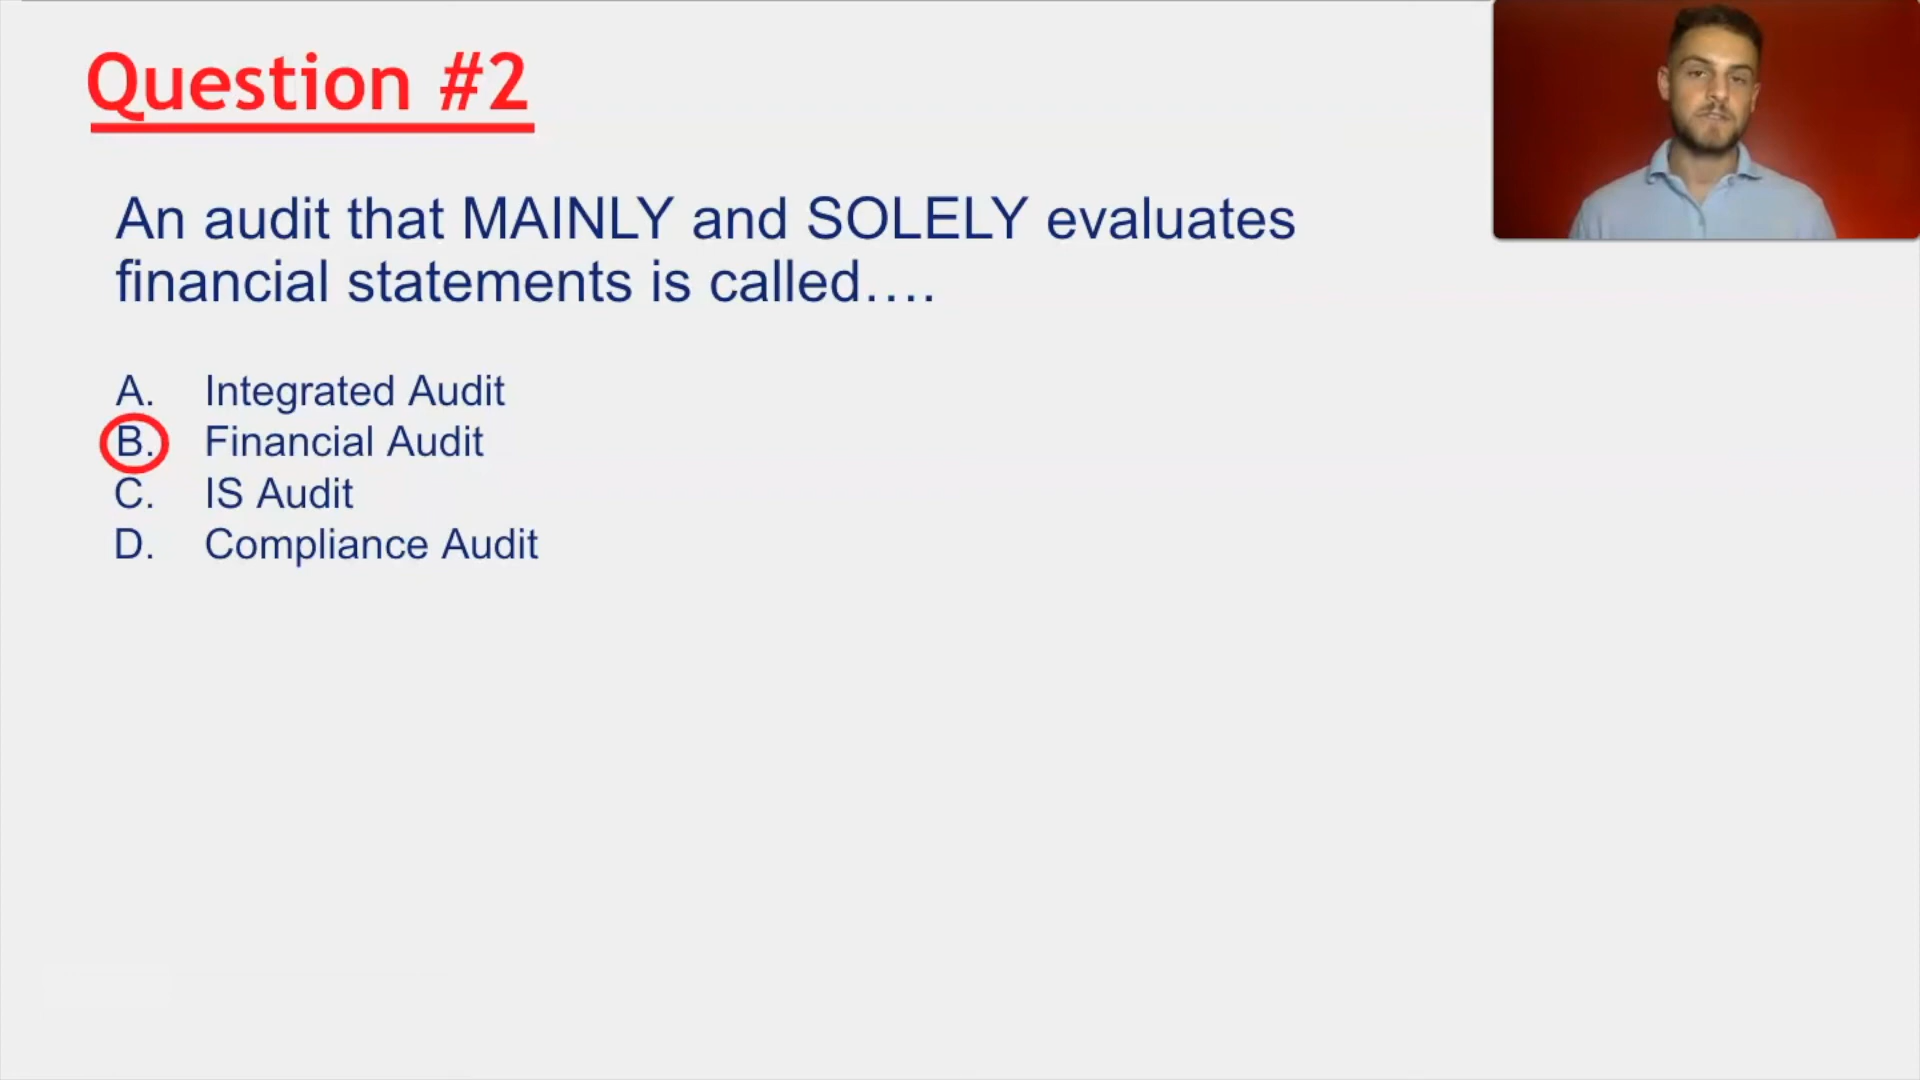 Question #2
An audit that MAINLY and SOLELY evaluates
financial statements is called....
A. Integrated Audit
B. Financial Audit
C. IS Audit
D. Compliance Audit